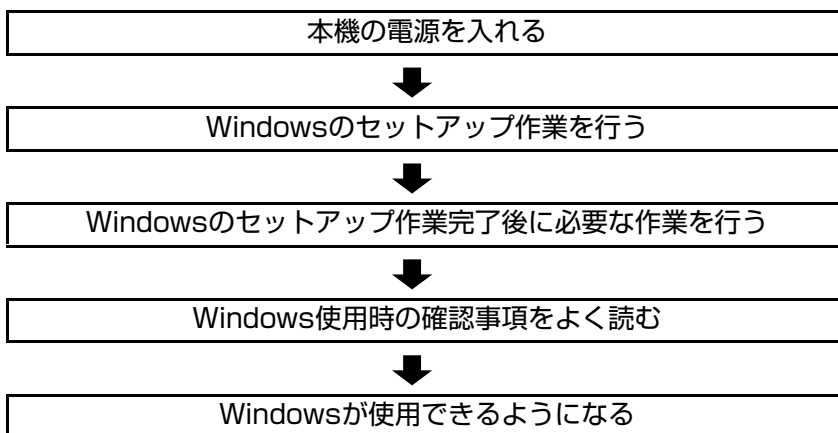 本機の電源を入れる
Windowsのセットアップ作業を行う
Windowsのセットアップ作業完了後に必要な作業を行う
Windows使用時の確認事項をよく読む
Windowsが使用できるようになる